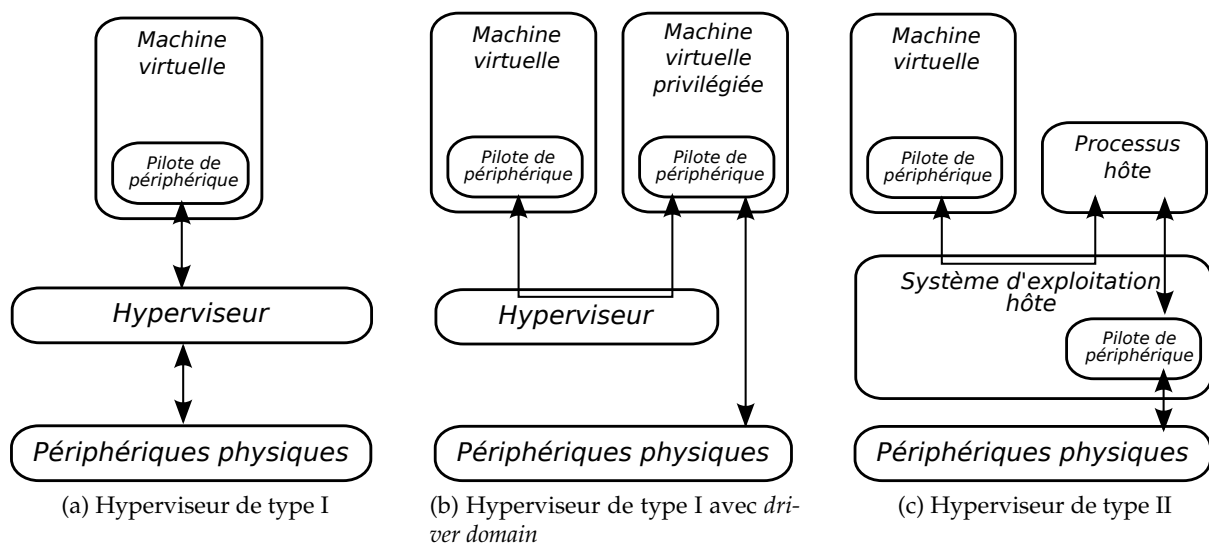 Machine
virtuelle
Pilote de
périphérique
Hyperviseur
Périphériques physiques
(a) Hyperviseur de type I
Machine
virtuelle
Pilote de
périphérique
Machine
virtuelle
privilégiée
Pilote de
périphérique
Hyperviseur
Périphériques physiques
(b) Hyperviseur de type I avec dri-
ver domain
Machine
virtuelle
Pilote de
périphérique
Processus
hôte
Système d'exploitation
hôte
Pilote de
périphérique
Périphériques physiques
(c) Hyperviseur de type II